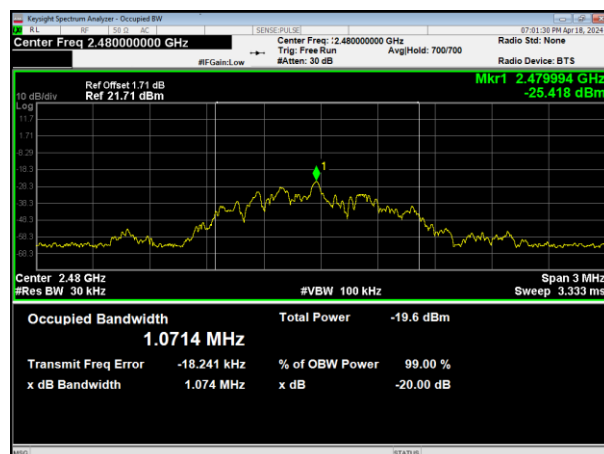 Keysight Spectrum Analyzer - Occupied BW
RL RF 50 Ω AC SENSE:PULSE 07:01:30 PM Apr 18, 2024
Center Freq 2.480000000 GHz Center Freq: 2.480000000 GHz Radio Std: None
Trig: Free Run Avg|Hold: 700/700
#IFGain:Low #Atten: 30 dB Radio Device: BTS
Mkr1 2.479994 GHz
Ref Offset 1.71 dB
10 dB/div Ref 21.71 dBm -25.418 dBm
Log
11.7
1.71
-8.29
-18.3
-28.3
-38.3
-48.3
-58.3
-68.3
1
Center 2.48 GHz Span 3 MHz
#Res BW 30 kHz #VBW 100 kHz Sweep 3.333 ms
Occupied Bandwidth Total Power -19.6 dBm
1.0714 MHz
Transmit Freq Error -18.241 kHz % of OBW Power 99.00 %
x dB Bandwidth 1.074 MHz x dB -20.00 dB
MSG STATUS